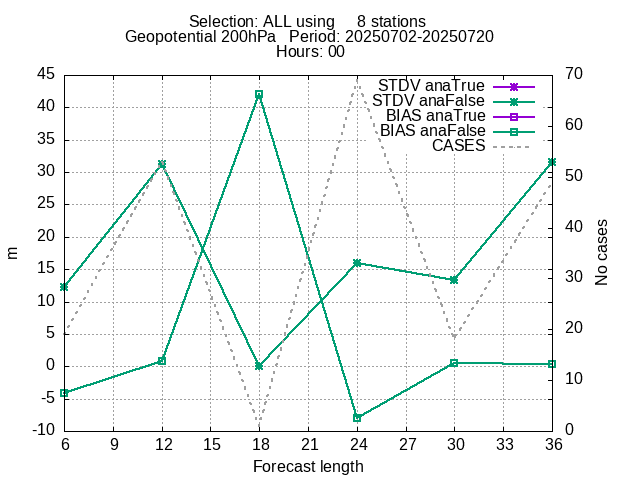 Selection: ALL using     8 stations
Geopotential 200hPa   Period: 20250702-20250720
Hours: 00
STDV anaTrue
STDV anaFalse
BIAS anaTrue
BIAS anaFalse
CASES
45
40
35
30
25
20
15
10
5
0
-5
-10
m
70
60
50
40
30
20
10
0
No cases
6 9 12 15 18 21 24 27 30 33 36
Forecast length